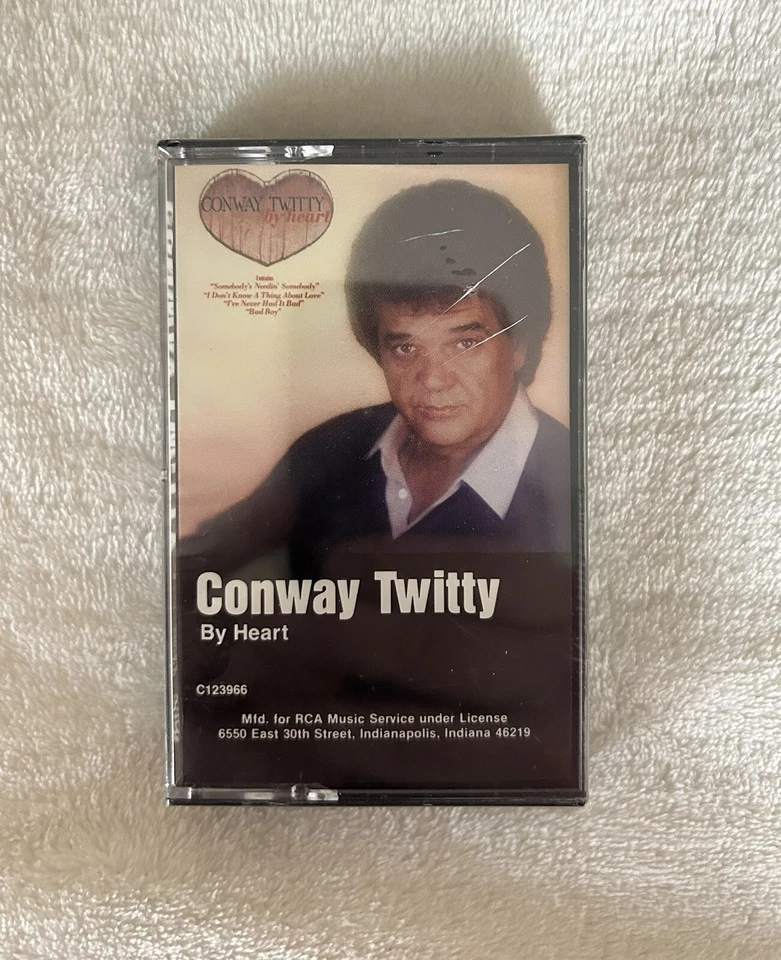 CONWAY TWITTY
by heart
Contains
"Somebody's Needin' Somebody"
"I Don't Know A Thing About Love"
"I've Never Had It Bad"
"Bad Boy"
Conway Twitty
By Heart
C123966
Mfd. for RCA Music Service under License
6550 East 30th Street, Indianapolis, Indiana 46219